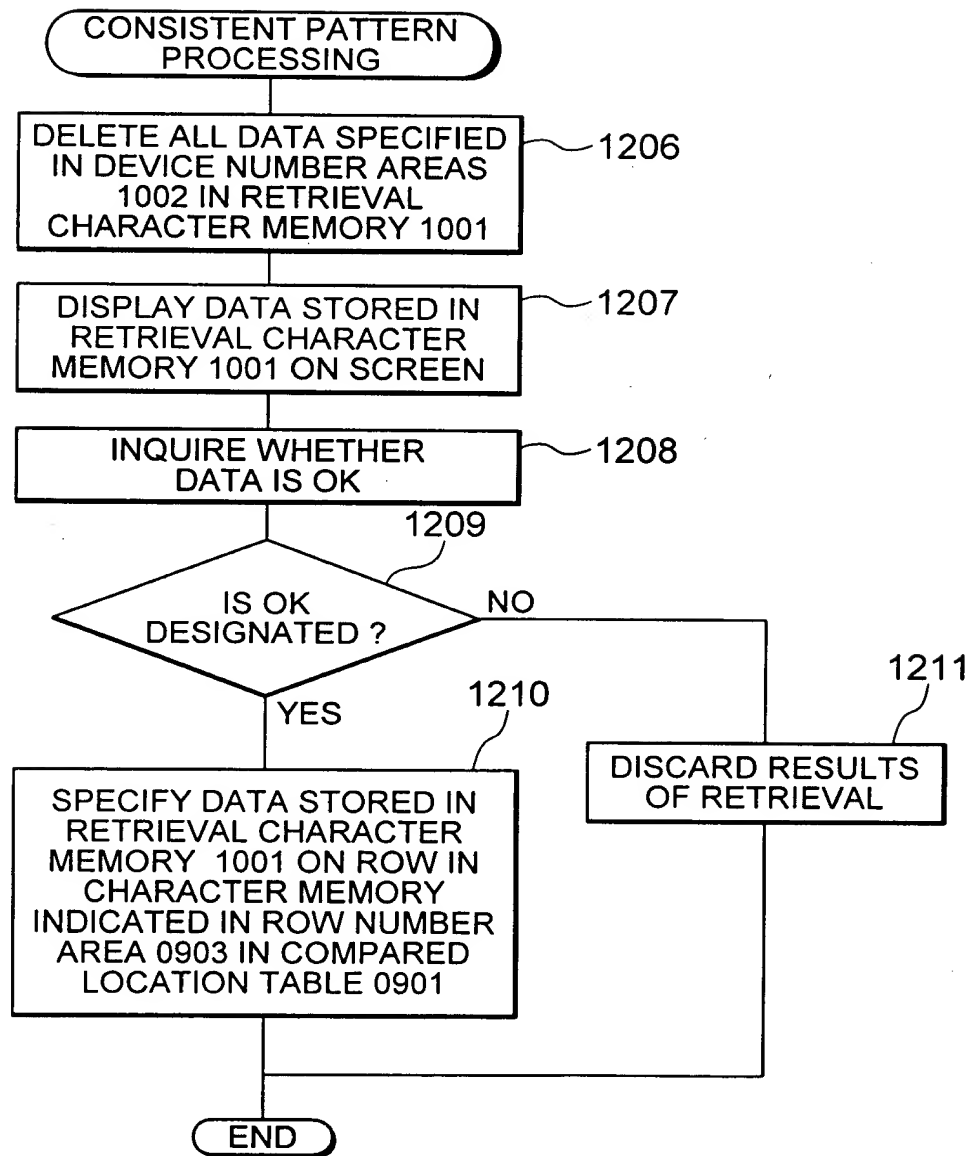 CONSISTENT PATTERN
PROCESSING
DELETE ALL DATA SPECIFIED
IN DEVICE NUMBER AREAS
1002 IN RETRIEVAL
CHARACTER MEMORY 1001
1206
DISPLAY DATA STORED IN
RETRIEVAL CHARACTER
MEMORY 1001 ON SCREEN
1207
INQUIRE WHETHER
DATA IS OK
1208
1209
IS OK
DESIGNATED ?
NO
YES
1210
1211
SPECIFY DATA STORED IN
RETRIEVAL CHARACTER
MEMORY 1001 ON ROW IN
CHARACTER MEMORY
INDICATED IN ROW NUMBER
AREA 0903 IN COMPARED
LOCATION TABLE 0901
DISCARD RESULTS
OF RETRIEVAL
END